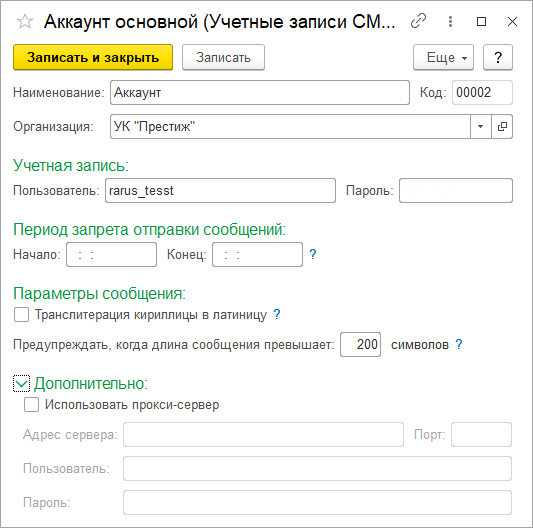 Аккаунт основной (Учетные записи СМ...
Записать и закрыть Записать Еще ?
Наименование: Аккаунт Код: 00002
Организация: УК "Престиж"
Учетная запись:
Пользователь: rarus_tesst Пароль:
Период запрета отправки сообщений:
Начало: : : Конец: : : ?
Параметры сообщения:
Транслитерация кириллицы в латиницу ?
Предупреждать, когда длина сообщения превышает: 200 символов ?
Дополнительно:
Использовать прокси-сервер
Адрес сервера: Порт:
Пользователь:
Пароль: